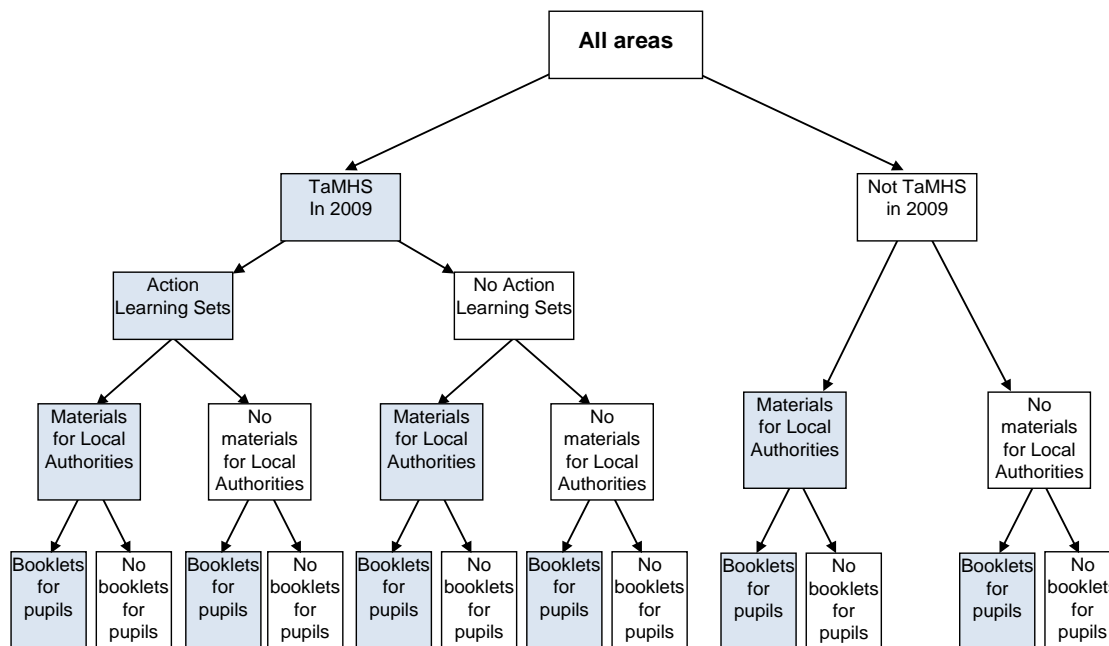 All areas
TaMHS
In 2009
Not TaMHS
in 2009
Action
Learning Sets
No Action
Learning Sets
Materials
for Local
Authorities
No
materials
for Local
Authorities
Materials
for Local
Authorities
No
materials
for Local
Authorities
Materials
for Local
Authorities
No
materials
for Local
Authorities
Booklets
for
pupils
No
booklets
for
pupils
Booklets
for
pupils
No
booklets
for
pupils
Booklets
for
pupils
No
booklets
for
pupils
Booklets
for
pupils
No
booklets
for
pupils
Booklets
for
pupils
No
booklets
for
pupils
Booklets
for
pupils
No
booklets
for
pupils